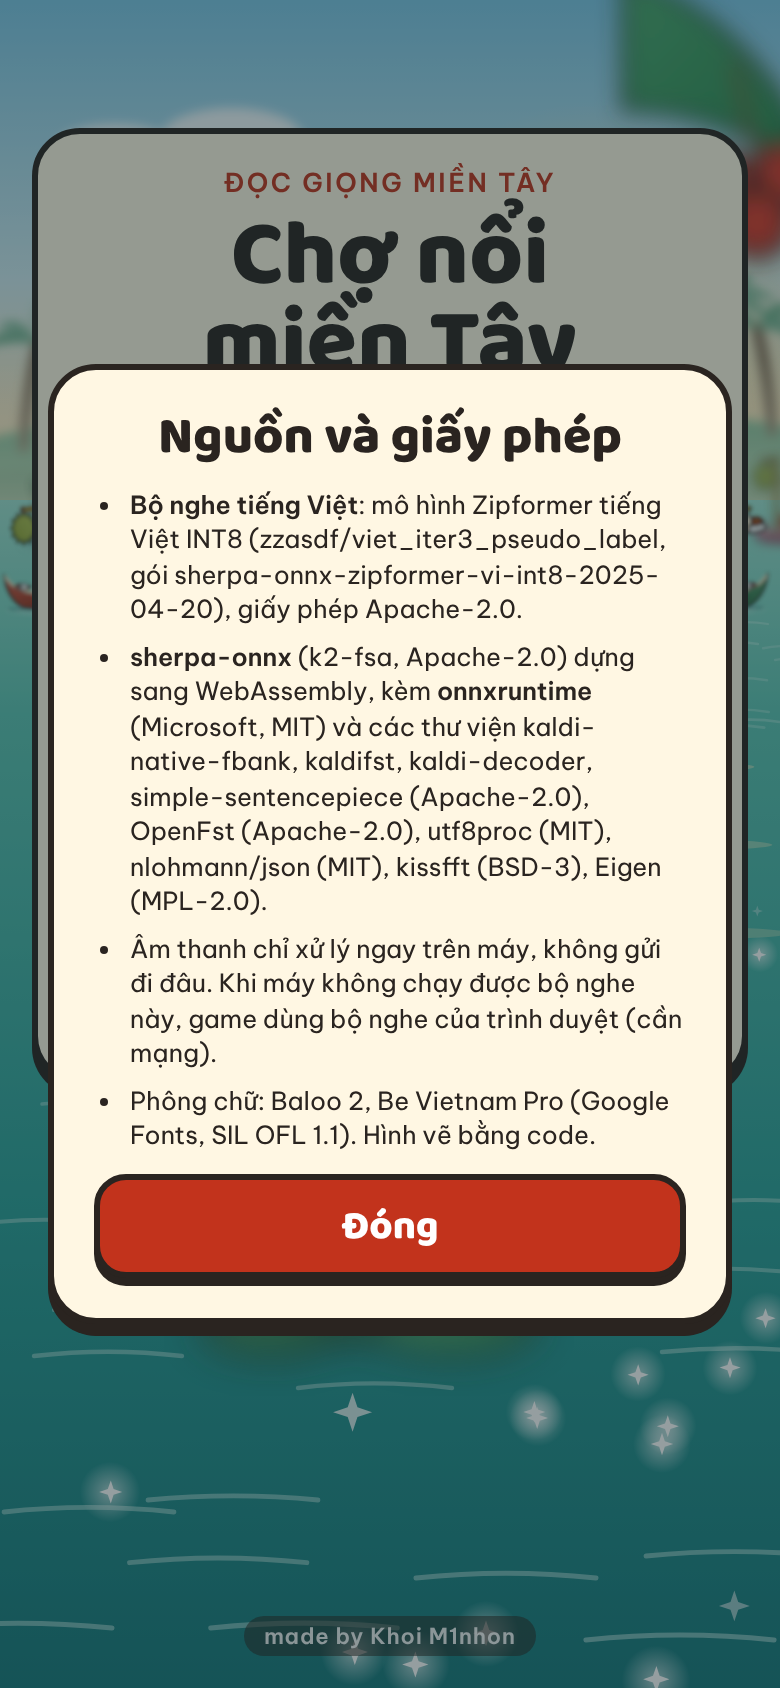 ĐỌC GIỌNG MIỀN TÂY
Chợ nổi
miền Tây
Nguồn và giấy phép
• Bộ nghe tiếng Việt: mô hình Zipformer tiếng
Việt INT8 (zzasdf/viet_iter3_pseudo_label,
gói sherpa-onnx-zipformer-vi-int8-2025-
04-20), giấy phép Apache-2.0.
• sherpa-onnx (k2-fsa, Apache-2.0) dựng
sang WebAssembly, kèm onnxruntime
(Microsoft, MIT) và các thư viện kaldi-
native-fbank, kaldifst, kaldi-decoder,
simple-sentencepiece (Apache-2.0),
OpenFst (Apache-2.0), utf8proc (MIT),
nlohmann/json (MIT), kissfft (BSD-3), Eigen
(MPL-2.0).
• Âm thanh chỉ xử lý ngay trên máy, không gửi
đi đâu. Khi máy không chạy được bộ nghe
này, game dùng bộ nghe của trình duyệt (cần
mạng).
• Phông chữ: Baloo 2, Be Vietnam Pro (Google
Fonts, SIL OFL 1.1). Hình vẽ bằng code.
Đóng
made by Khoi M1nhon